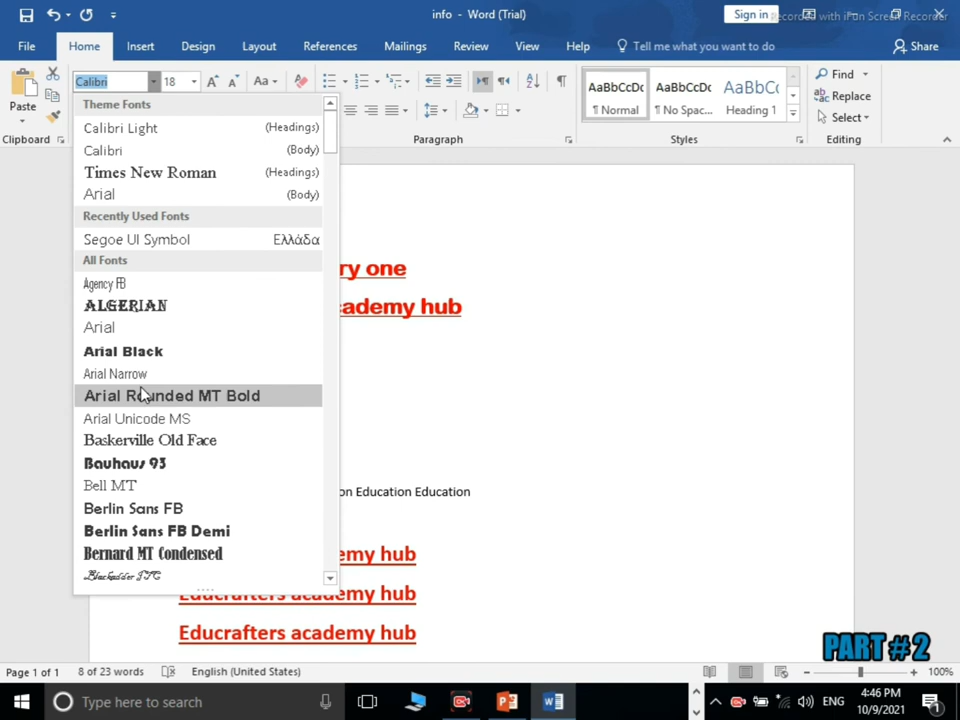 info - Word (Trial)
Sign in
Recorded with iFun Screen Recorder
File Home Insert Design Layout References Mailings Review View Help Tell me what you want to do Share
Paste
Calibri 18 Aa
Clipboard
Paragraph
AaBbCcDc AaBbCcDc AaBbCc
¶ Normal ¶ No Spac... Heading 1
Styles
Find
Replace
Select
Editing
Theme Fonts
Calibri Light (Headings)
Calibri (Body)
Times New Roman (Headings)
Arial (Body)
Recently Used Fonts
Segoe UI Symbol Ελλάδα
All Fonts
Agency FB
ALGERIAN
Arial
Arial Black
Arial Narrow
Arial Rounded MT Bold
Arial Unicode MS
Baskerville Old Face
Bauhaus 93
Bell MT
Berlin Sans FB
Berlin Sans FB Demi
Bernard MT Condensed
Blackadder ITC
ry one
academy hub
on Education Education
emy hub
Educrafters academy hub
Educrafters academy hub
PART # 2
Page 1 of 1 8 of 23 words English (United States) 100%
Type here to search
ENG
4:46 PM
10/9/2021
1